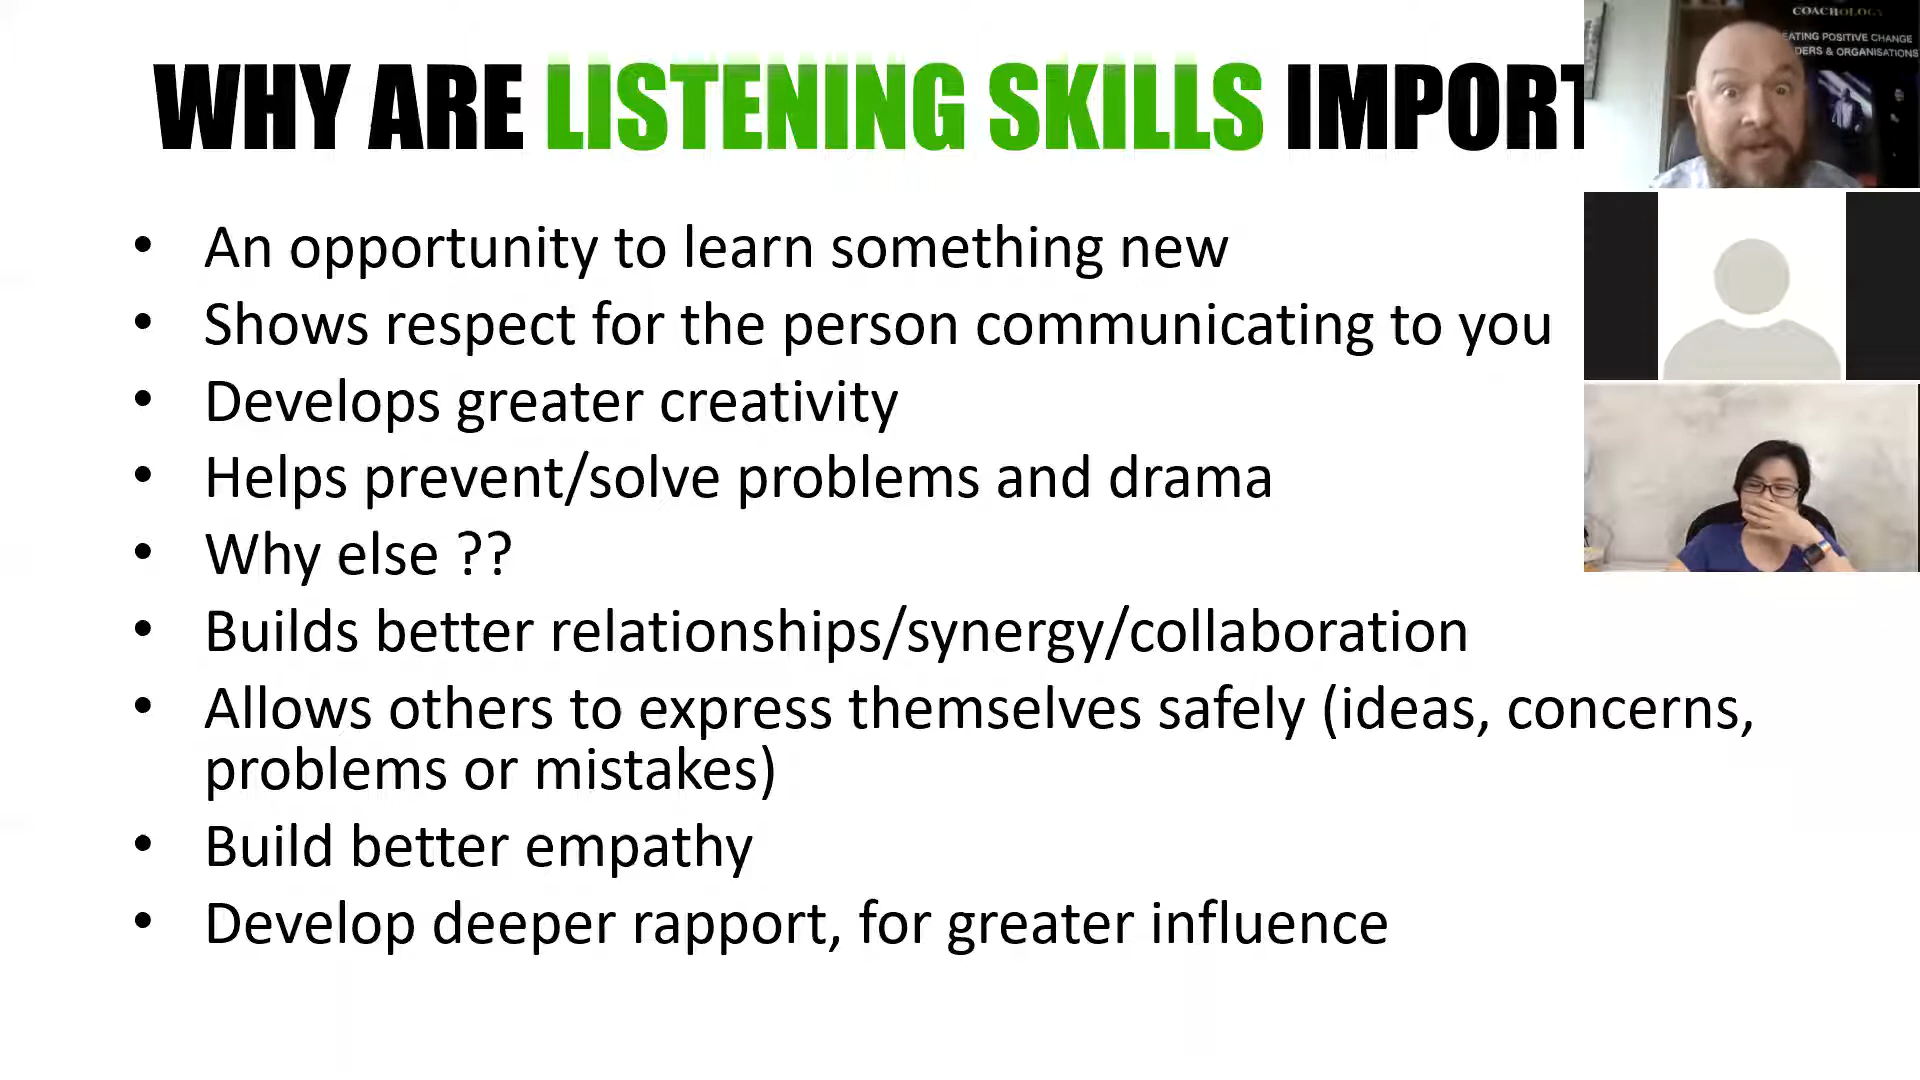 WHY ARE LISTENING SKILLS IMPORT
• An opportunity to learn something new
• Shows respect for the person communicating to you
• Develops greater creativity
• Helps prevent/solve problems and drama
• Why else ??
• Builds better relationships/synergy/collaboration
• Allows others to express themselves safely (ideas, concerns,
problems or mistakes)
• Build better empathy
• Develop deeper rapport, for greater influence
COACHOLOGY
EATING POSITIVE CHANGE
DERS & ORGANISATIONS